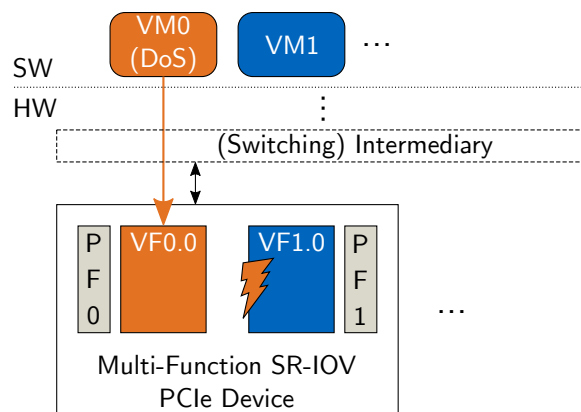 VM0
(DoS)
VM1
...
SW
HW
⋮
(Switching) Intermediary
P
F
0
VF0.0
VF1.0
P
F
1
...
Multi-Function SR-IOV
PCIe Device